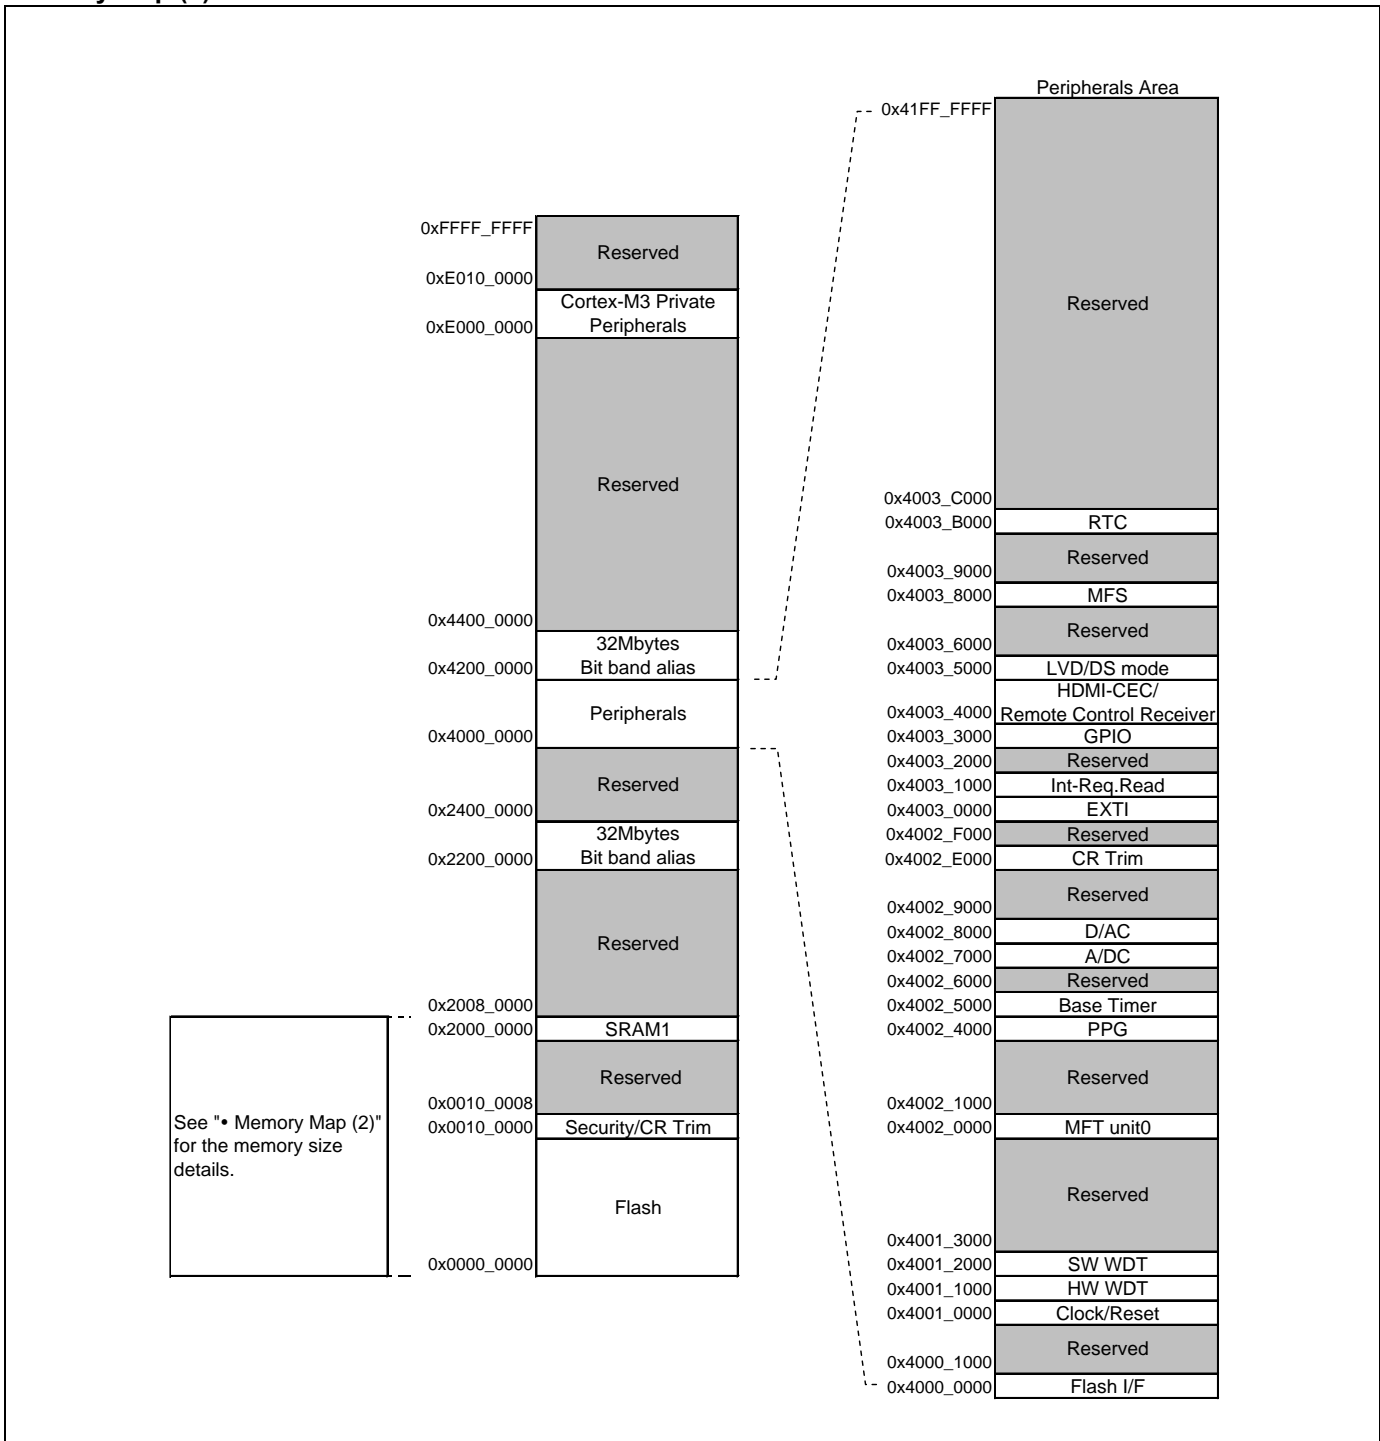 Peripherals Area
0x41FF_FFFF
Reserved
0x4003_C000
0x4003_B000 RTC
Reserved
0x4003_9000
0x4003_8000 MFS
Reserved
0x4003_6000
0x4003_5000 LVD/DS mode
HDMI-CEC/
0x4003_4000 Remote Control Receiver
0x4003_3000 GPIO
0x4003_2000 Reserved
0x4003_1000 Int-Req.Read
0x4003_0000 EXTI
0x4002_F000 Reserved
0x4002_E000 CR Trim
Reserved
0x4002_9000
0x4002_8000 D/AC
0x4002_7000 A/DC
0x4002_6000 Reserved
0x4002_5000 Base Timer
0x4002_4000 PPG
Reserved
0x4002_1000
0x4002_0000 MFT unit0
Reserved
0x4001_3000
0x4001_2000 SW WDT
0x4001_1000 HW WDT
0x4001_0000 Clock/Reset
Reserved
0x4000_1000
0x4000_0000 Flash I/F
0xFFFF_FFFF
Reserved
0xE010_0000
Cortex-M3 Private
0xE000_0000 Peripherals
Reserved
0x4400_0000
32Mbytes
0x4200_0000 Bit band alias
Peripherals
0x4000_0000
Reserved
0x2400_0000
32Mbytes
0x2200_0000 Bit band alias
Reserved
0x2008_0000
0x2000_0000 SRAM1
Reserved
0x0010_0008
0x0010_0000 Security/CR Trim
Flash
0x0000_0000
See "• Memory Map (2)"
for the memory size
details.